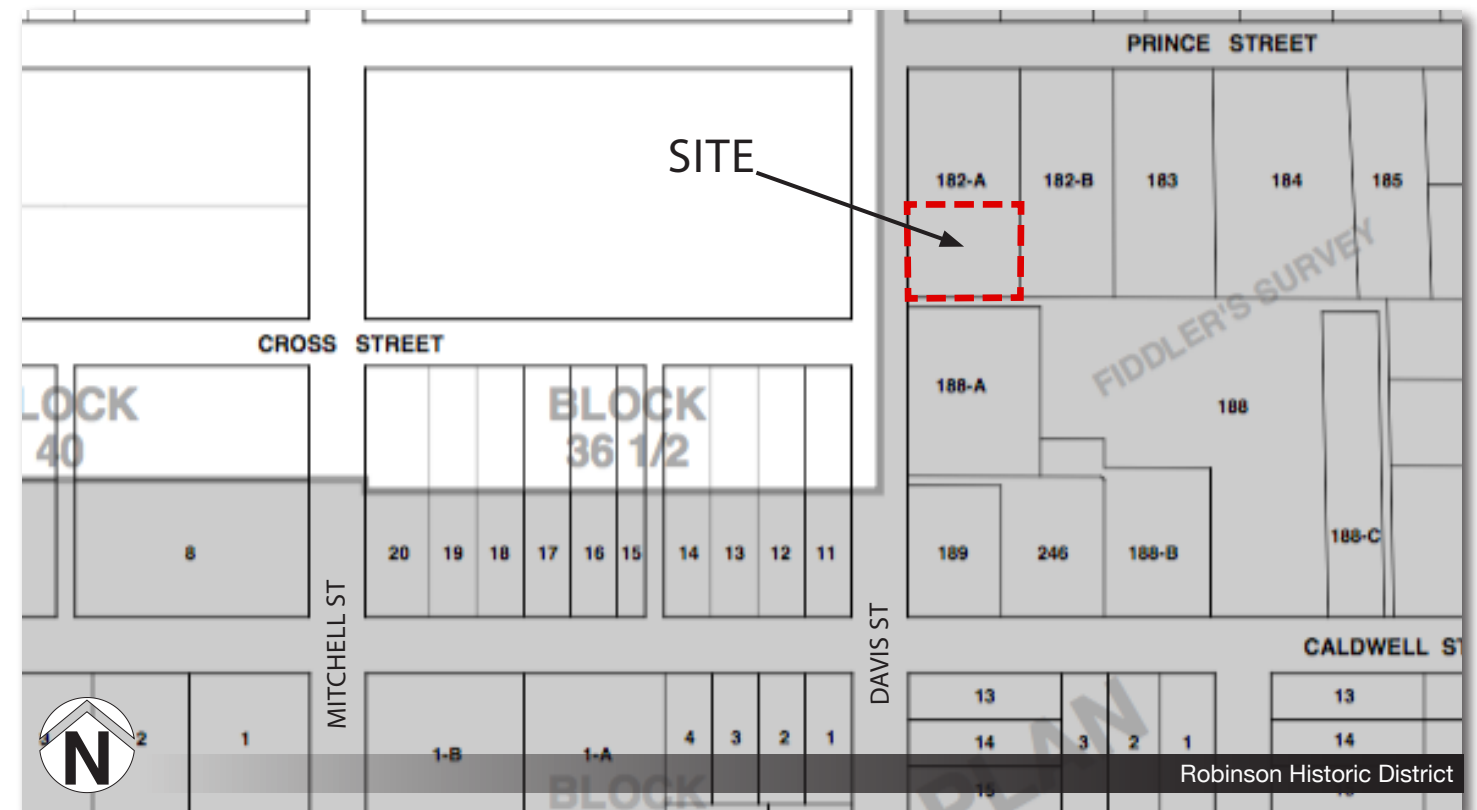 PRINCE STREET
SITE
182-A 182-B 183 184 185
FIDDLER'S SURVEY
CROSS STREET
188-A 188
LOCK
40
BLOCK
36 1/2
8 20 19 18 17 16 15 14 13 12 11 189 246 188-B 188-C
MITCHELL ST
DAVIS ST
CALDWELL S
2 1 1-B 1-A 4 3 2 1
13
14
15
3 2 1
13
14
BLOCK
PLAN
N
Robinson Historic District